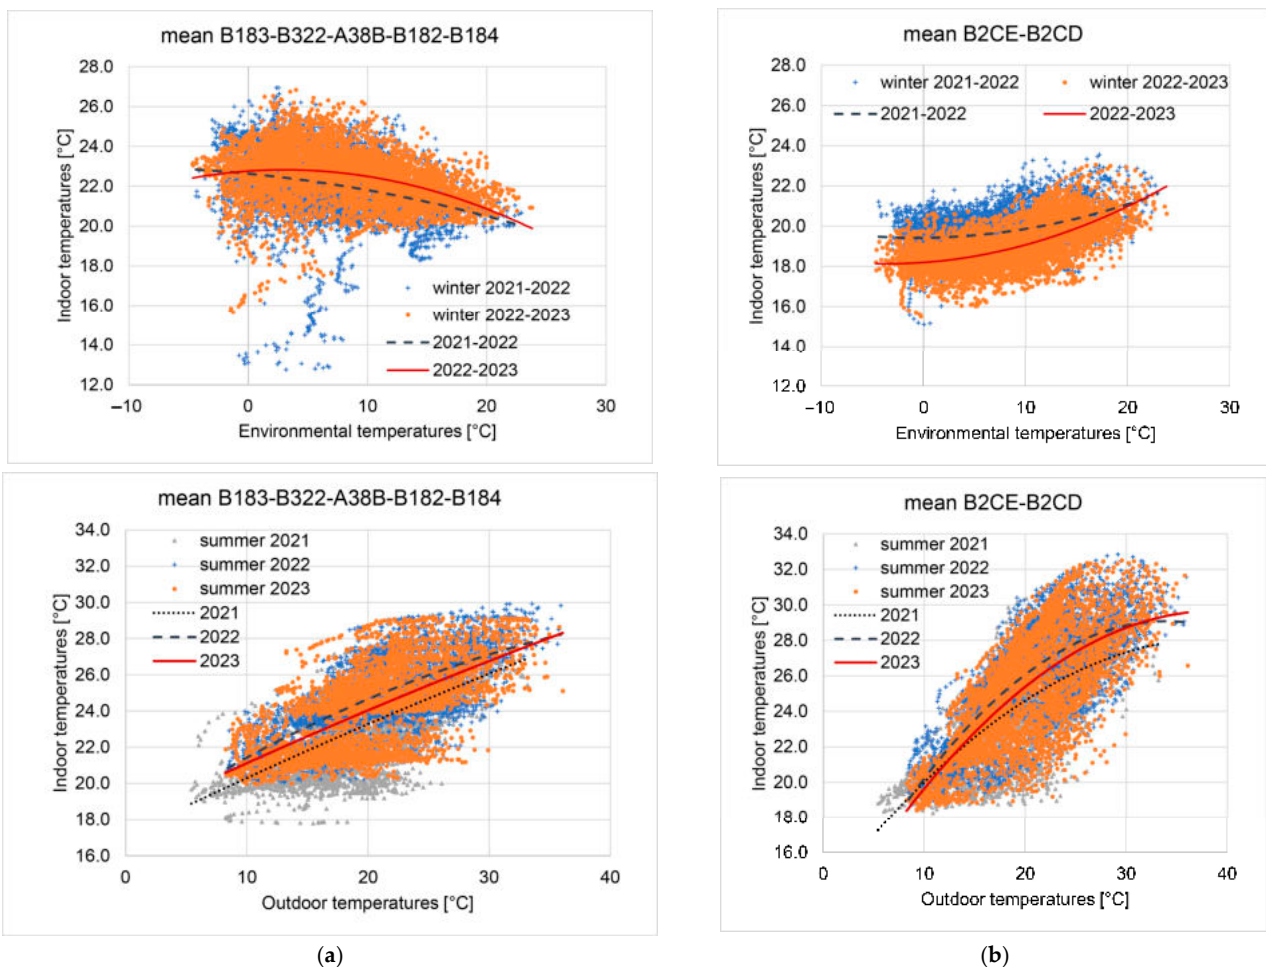 mean B183-B322-A38B-B182-B184
28.0
26.0
24.0
22.0
20.0
18.0
16.0
14.0
12.0
Indoor temperatures [°C]
winter 2021-2022
winter 2022-2023
2021-2022
2022-2023
−10
0
10
20
30
Environmental temperatures [°C]
mean B2CE-B2CD
28.0
26.0
24.0
22.0
20.0
18.0
16.0
14.0
12.0
Indoor temperatures [°C]
winter 2021-2022
winter 2022-2023
2021-2022
2022-2023
−10
0
10
20
30
Environmental temperatures [°C]
mean B183-B322-A38B-B182-B184
34.0
32.0
30.0
28.0
26.0
24.0
22.0
20.0
18.0
16.0
Indoor temperatures [°C]
summer 2021
summer 2022
summer 2023
2021
2022
2023
0
10
20
30
40
Outdoor temperatures [°C]
mean B2CE-B2CD
34.0
32.0
30.0
28.0
26.0
24.0
22.0
20.0
18.0
16.0
Indoor temperatures [°C]
summer 2021
summer 2022
summer 2023
2021
2022
2023
0
10
20
30
40
Outdoor temperatures [°C]
(a)
(b)